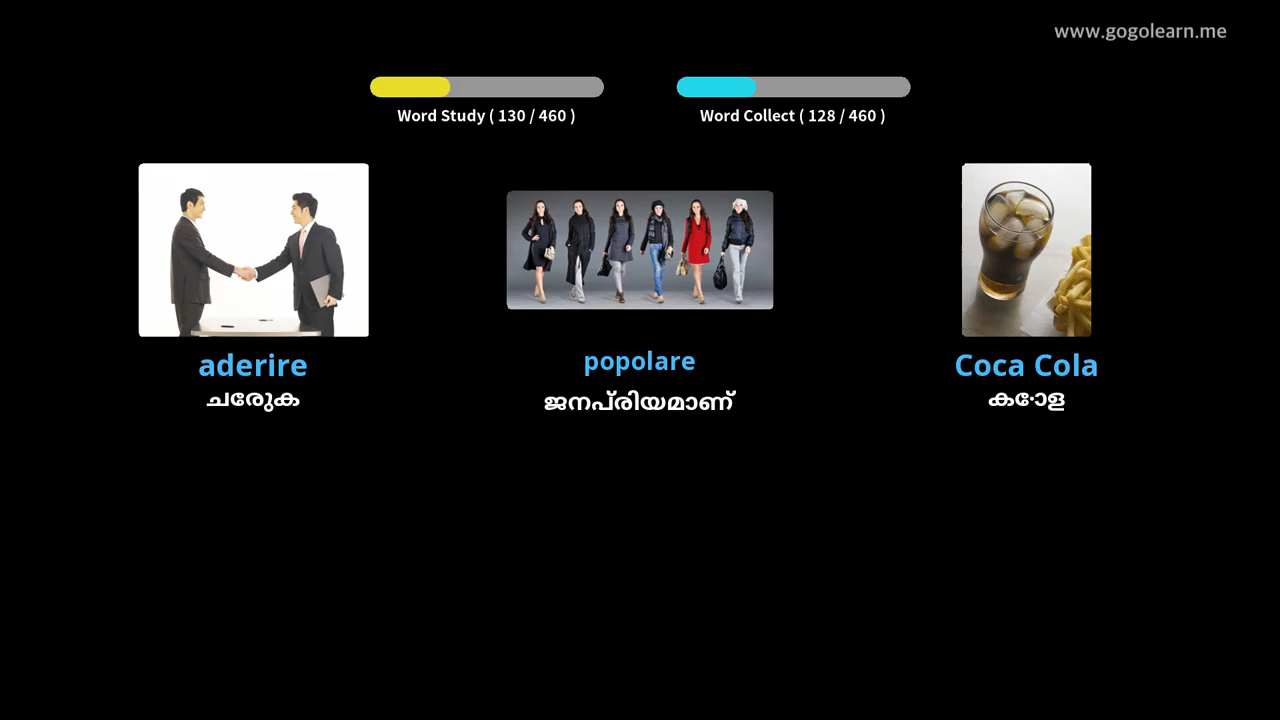 www.gogolearn.me
Word Study ( 130 / 460 )
Word Collect ( 128 / 460 )
aderire
popolare
Coca Cola
ചേരുക
ജനപ്രിയമാണ്
കോള